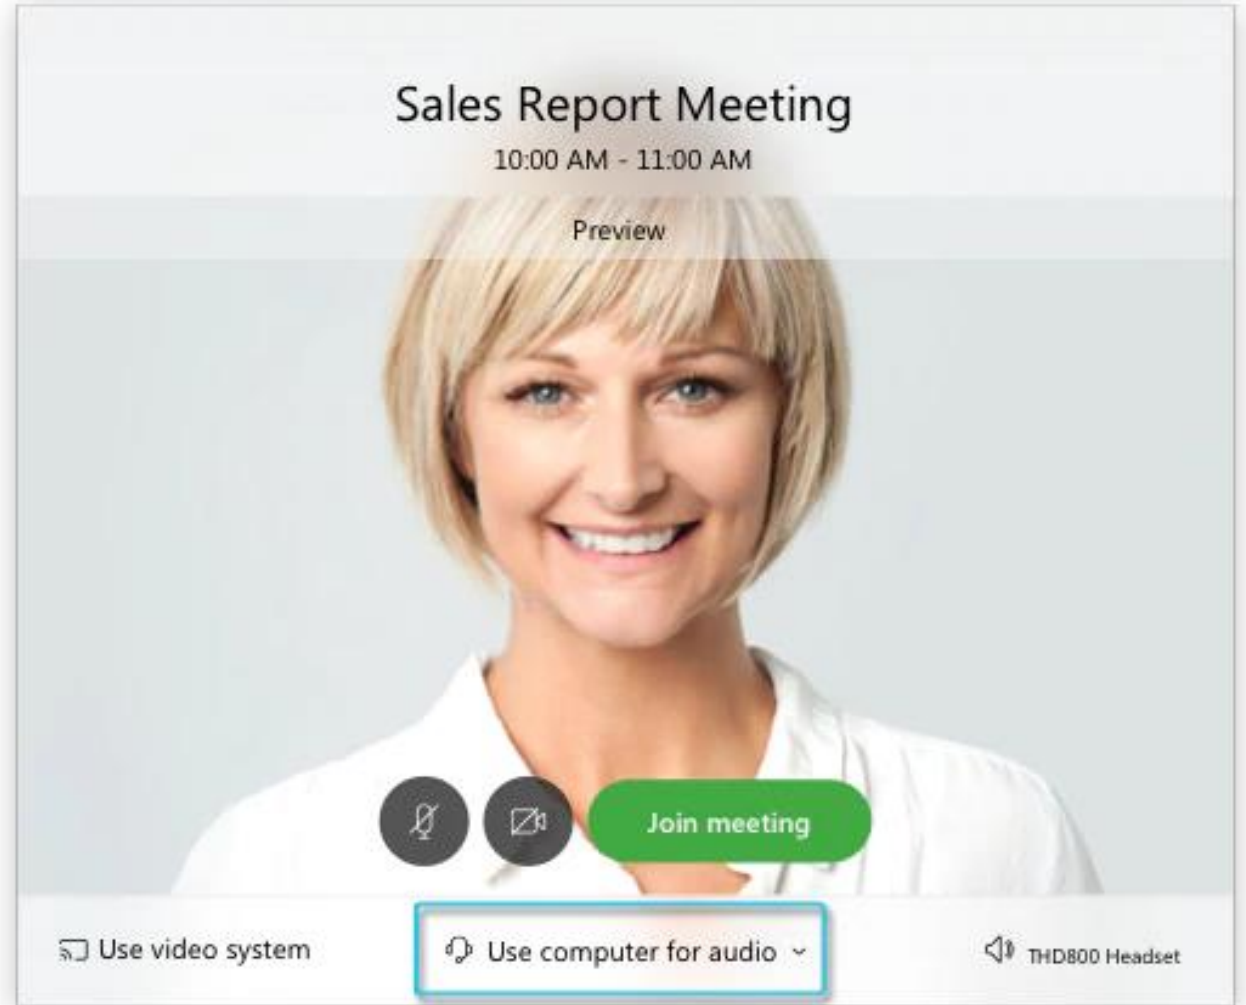 Sales Report Meeting
10:00 AM - 11:00 AM
Preview
Join meeting
Use video system
Use computer for audio
THD800 Headset